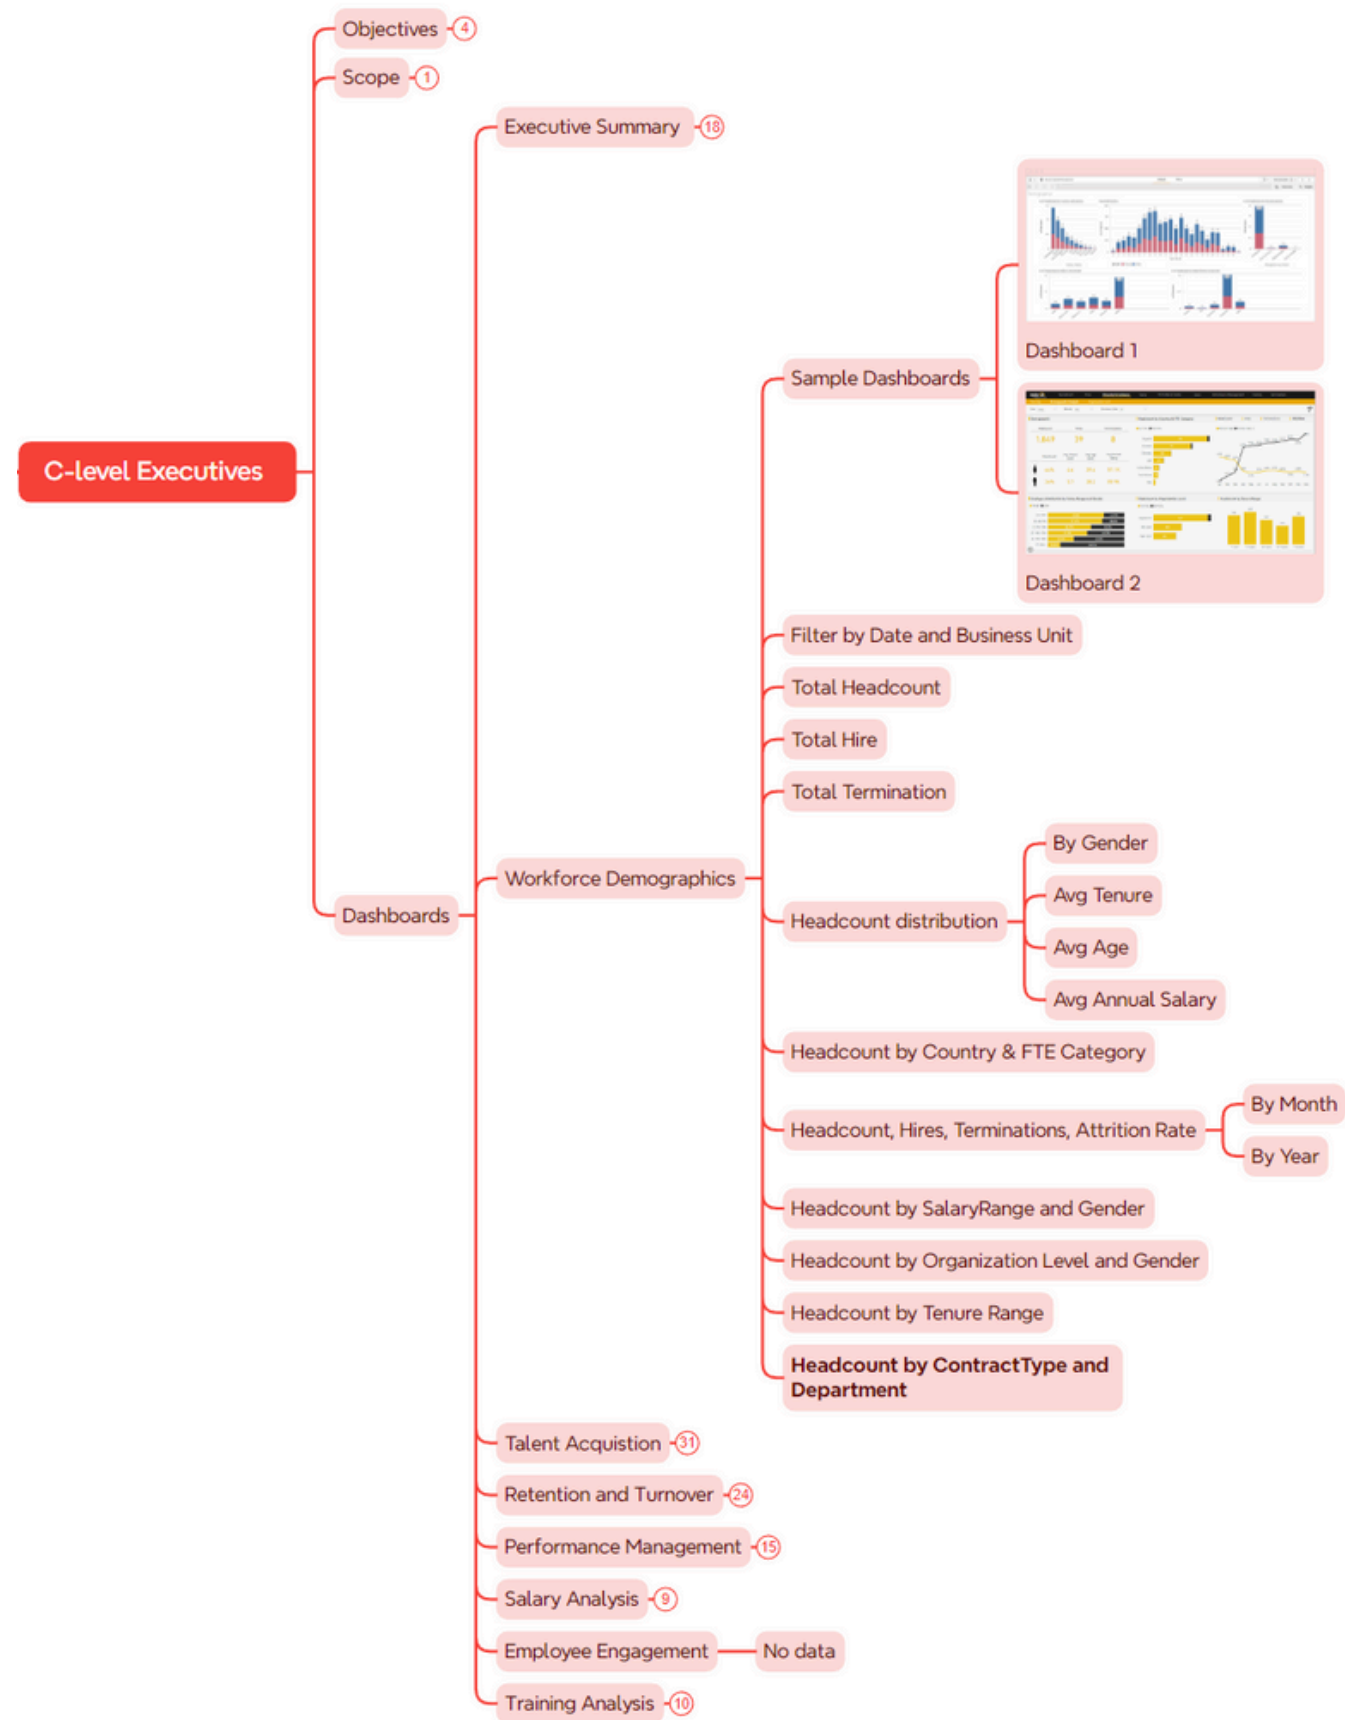 Objectives
4
Scope
1
Executive Summary
18
Dashboard 1
Sample Dashboards
1,849
39
8
Dashboard 2
C-level Executives
Filter by Date and Business Unit
Total Headcount
Total Hire
Total Termination
By Gender
Workforce Demographics
Avg Tenure
Dashboards
Headcount distribution
Avg Age
Avg Annual Salary
Headcount by Country & FTE Category
By Month
Headcount, Hires, Terminations, Attrition Rate
By Year
Headcount by SalaryRange and Gender
Headcount by Organization Level and Gender
Headcount by Tenure Range
Headcount by ContractType and
Department
Talent Acquistion
31
Retention and Turnover
24
Performance Management
15
Salary Analysis
9
Employee Engagement
No data
Training Analysis
10